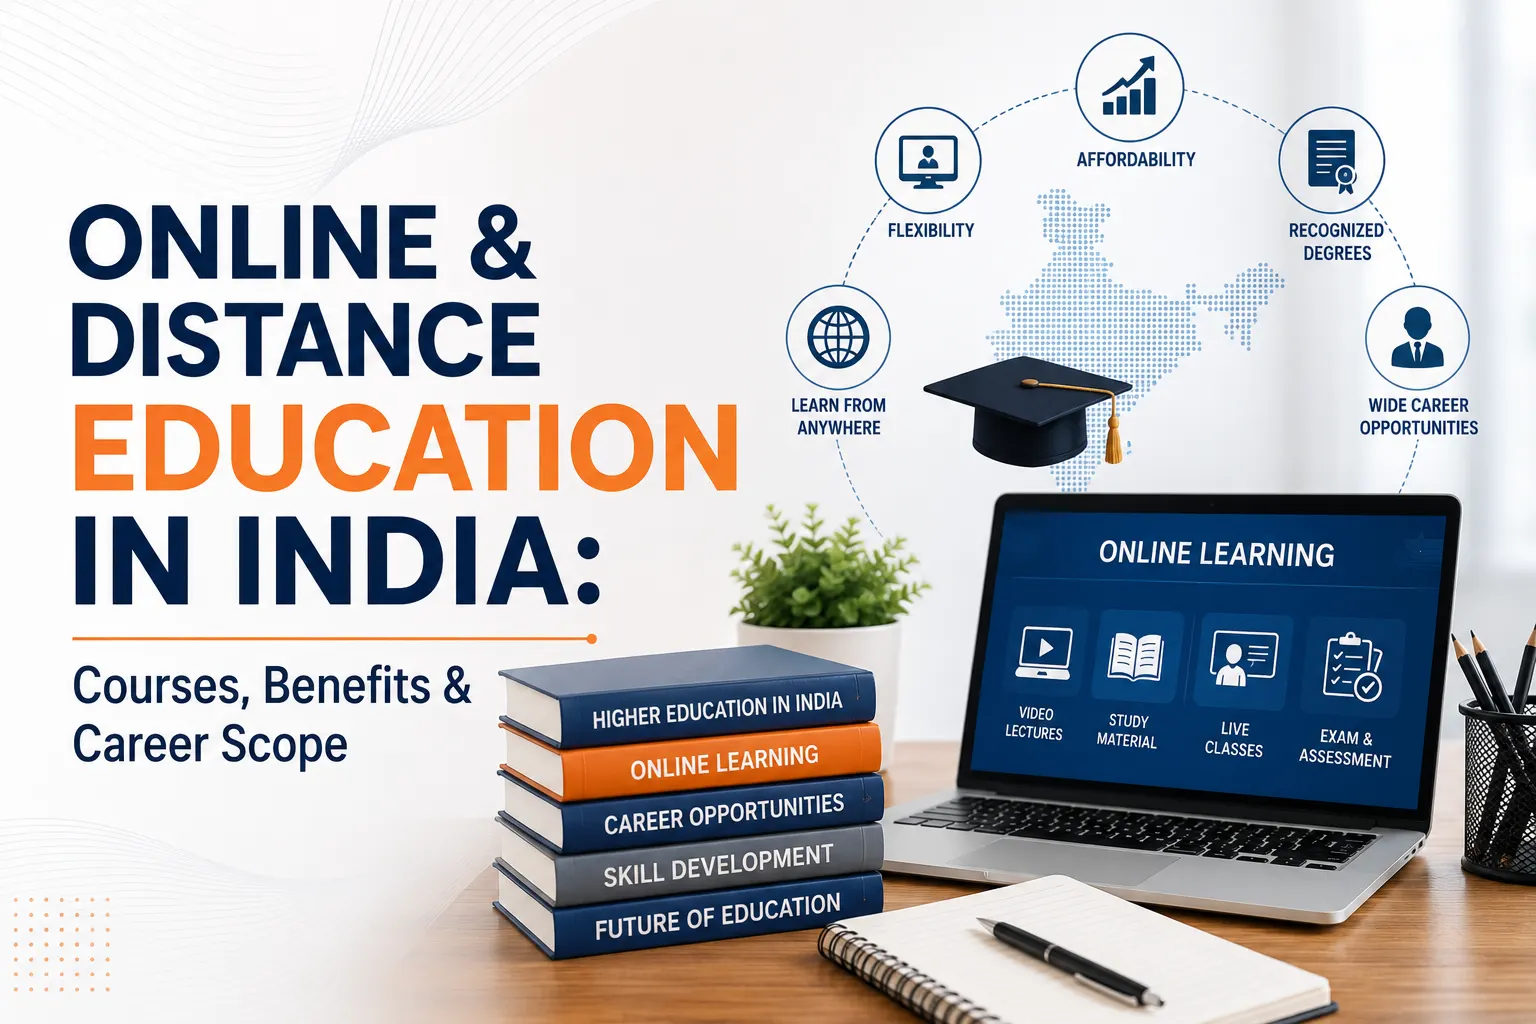 ONLINE &
DISTANCE
EDUCATION
IN INDIA:
Courses, Benefits &
Career Scope
AFFORDABILITY
FLEXIBILITY
RECOGNIZED
DEGREES
LEARN FROM
ANYWHERE
WIDE CAREER
OPPORTUNITIES
ONLINE LEARNING
VIDEO
LECTURES
STUDY
MATERIAL
LIVE
CLASSES
EXAM &
ASSESSMENT
HIGHER EDUCATION IN INDIA
ONLINE LEARNING
CAREER OPPORTUNITIES
SKILL DEVELOPMENT
FUTURE OF EDUCATION